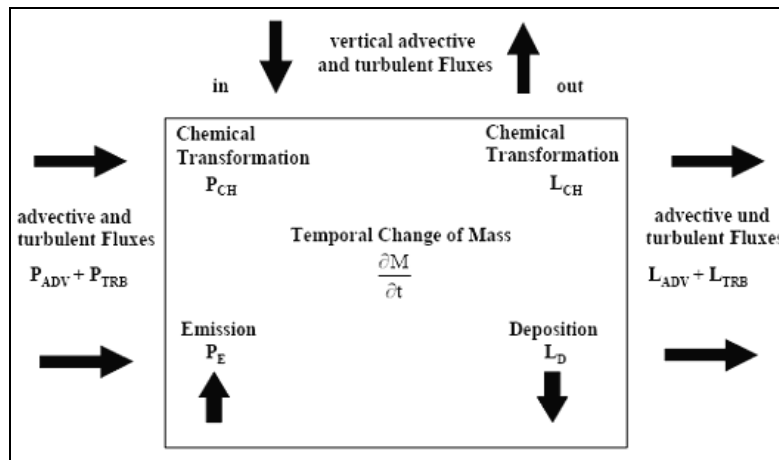 vertical advective
and turbulent Fluxes
in
out
Chemical
Transformation
P_CH
Chemical
Transformation
L_CH
advective and
turbulent Fluxes
P_ADV + P_TRB
Temporal Change of Mass
∂M
∂t
advective und
turbulent Fluxes
L_ADV + L_TRB
Emission
P_E
Deposition
L_D